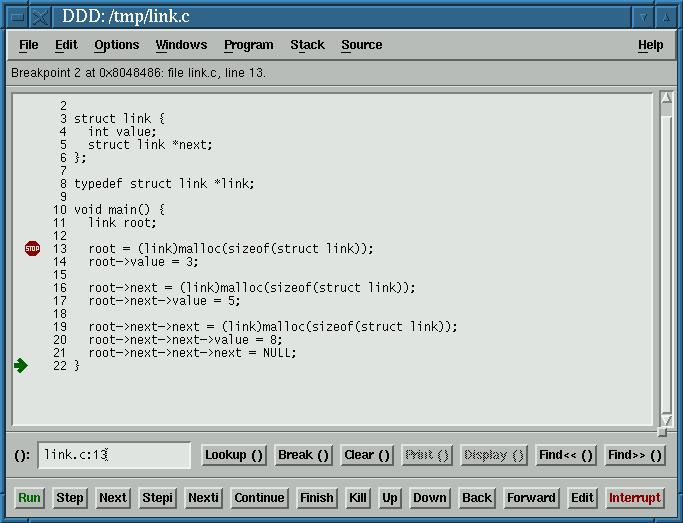 DDD: /tmp/link.c
File Edit Options Windows Program Stack Source Help
Breakpoint 2 at 0x8048486: file link.c, line 13.
2
3 struct link {
4   int value;
5   struct link *next;
6 };
7
8 typedef struct link *link;
9
10 void main() {
11   link root;
12
STOP 13   root = (link)malloc(sizeof(struct link));
14   root->value = 3;
15
16   root->next = (link)malloc(sizeof(struct link));
17   root->next->value = 5;
18
19   root->next->next = (link)malloc(sizeof(struct link));
20   root->next->next->value = 8;
21   root->next->next->next = NULL;
22 }
(): link.c:13 Lookup () Break () Clear () Print () Display () Find<< () Find>> ()
Run Step Next Stepi Nexti Continue Finish Kill Up Down Back Forward Edit Interrupt